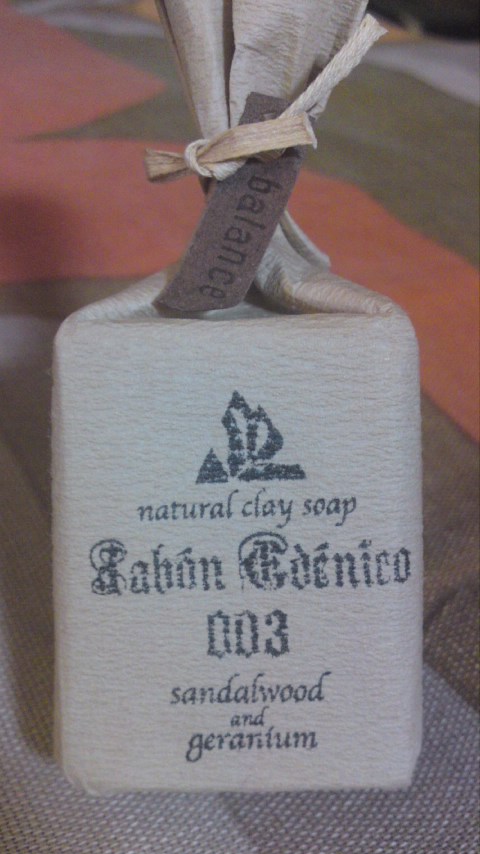 balance
natural clay soap
Jabón Edénico
003
sandalwood
and
geranium